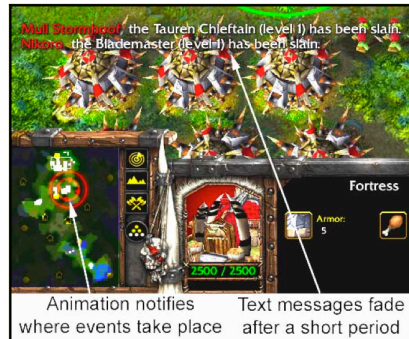 Mull Stormhoof, the Tauren Chieftain (level 1) has been slain.
Nikoro, the Blademaster (level 1) has been slain.
Fortress
Armor:
5
2500 / 2500
Animation notifies
where events take place
Text messages fade
after a short period